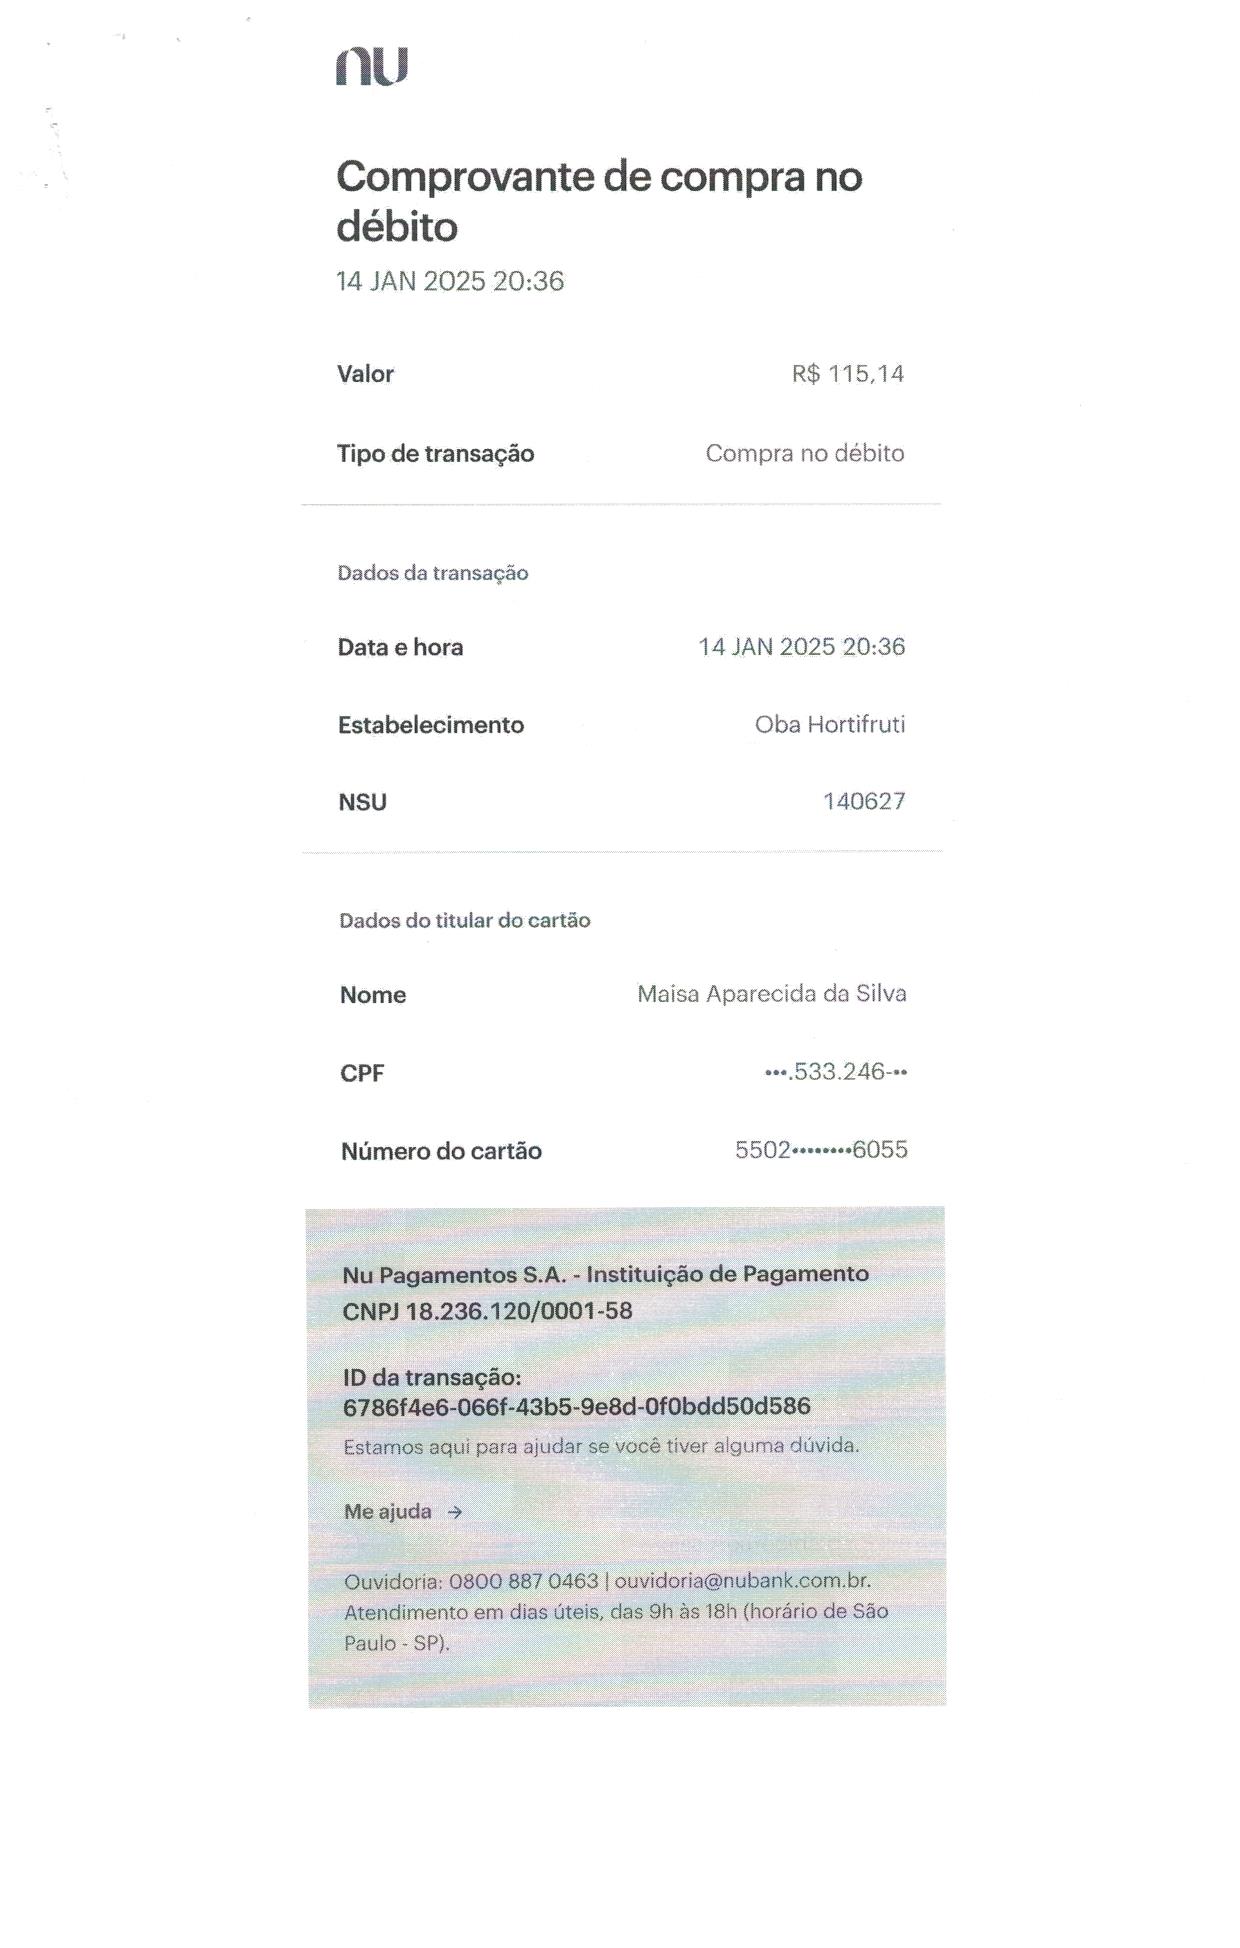 nu
Comprovante de compra no
débito
14 JAN 2025 20:36
Valor R$ 115,14
Tipo de transação Compra no débito
Dados da transação
Data e hora 14 JAN 2025 20:36
Estabelecimento Oba Hortifruti
NSU 140627
Dados do titular do cartão
Nome Maisa Aparecida da Silva
CPF •••.533.246-••
Número do cartão 5502••••••••6055
Nu Pagamentos S.A. - Instituição de Pagamento
CNPJ 18.236.120/0001-58
ID da transação:
6786f4e6-066f-43b5-9e8d-0f0bdd50d586
Estamos aqui para ajudar se você tiver alguma dúvida.
Me ajuda →
Ouvidoria: 0800 887 0463 | ouvidoria@nubank.com.br.
Atendimento em dias úteis, das 9h às 18h (horário de São
Paulo - SP).